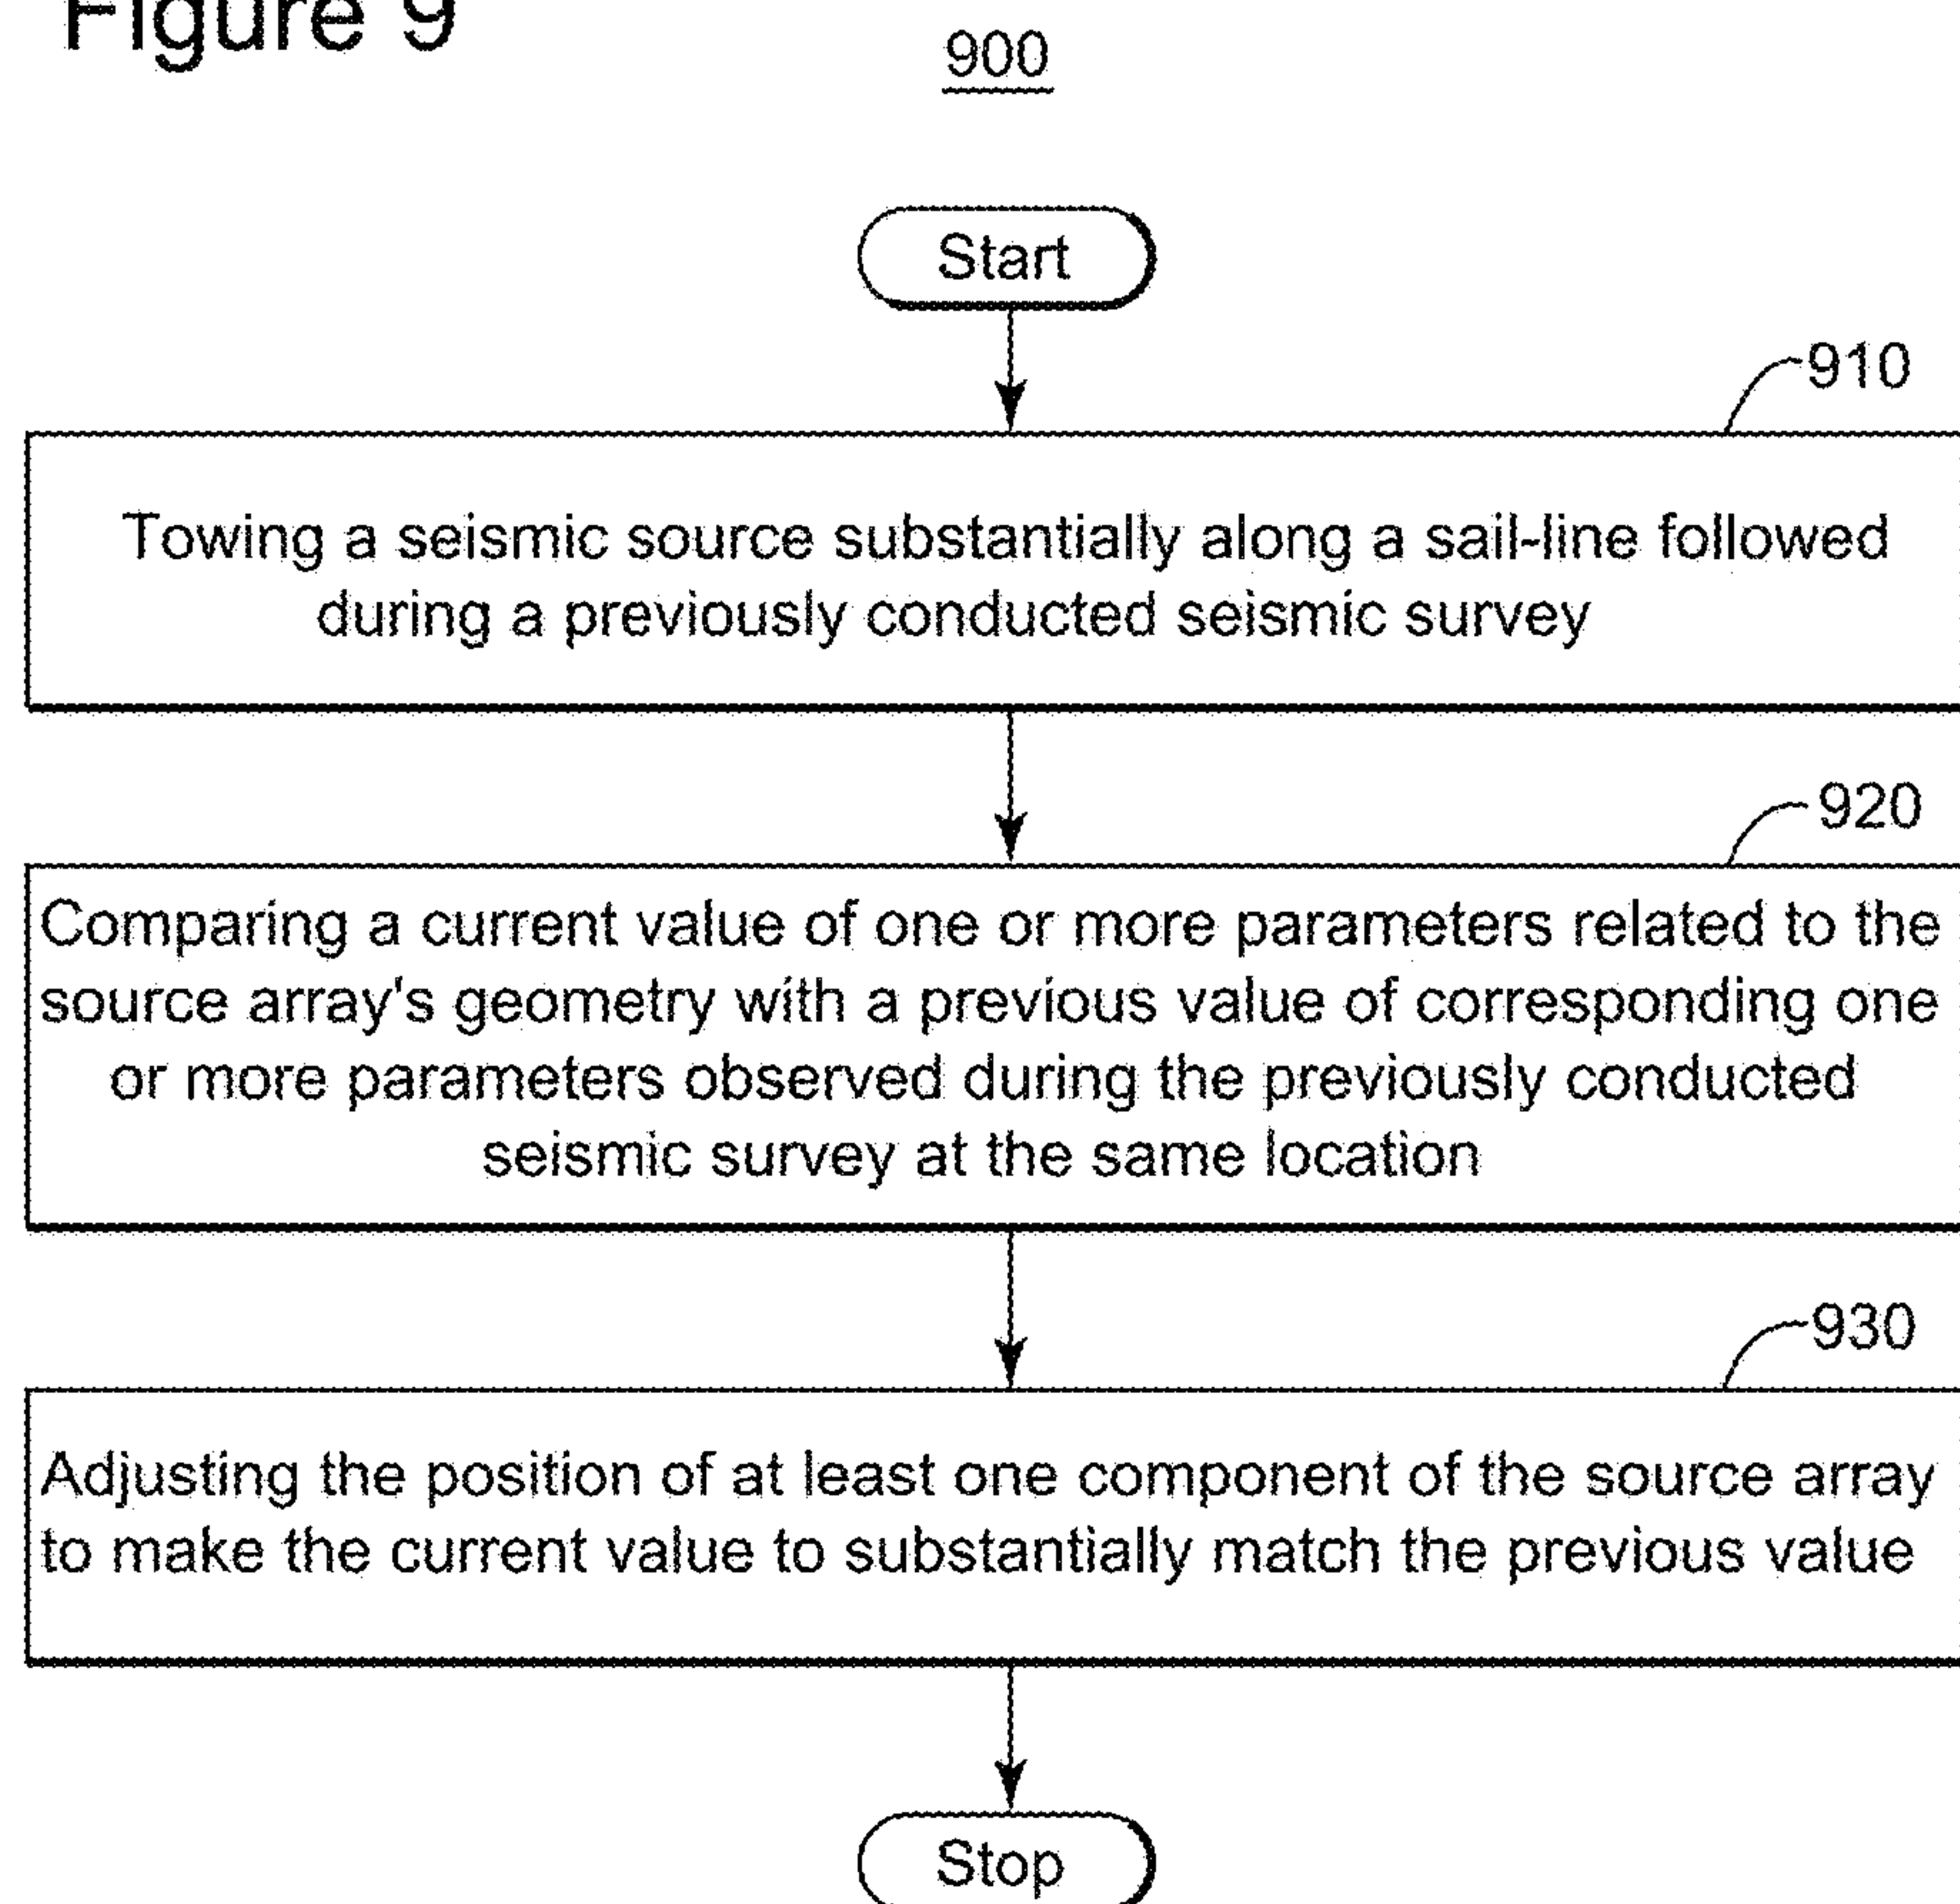 Figure 9
900
Start
910
Towing a seismic source substantially along a sail-line followed
during a previously conducted seismic survey
920
Comparing a current value of one or more parameters related to the
source array's geometry with a previous value of corresponding one
or more parameters observed during the previously conducted
seismic survey at the same location
930
Adjusting the position of at least one component of the source array
to make the current value to substantially match the previous value
Stop